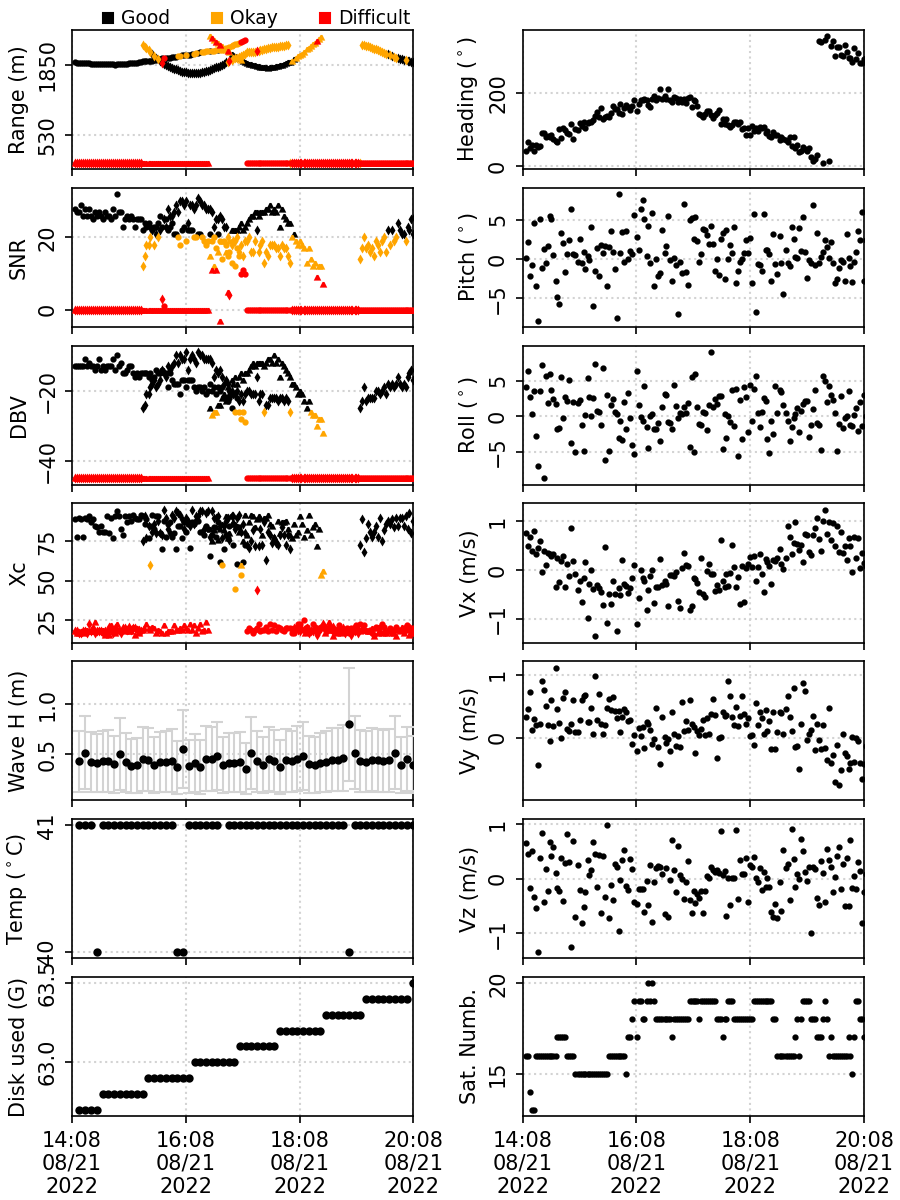 Good Okay Difficult
Range (m)
1850
530
Heading (°)
200
0
SNR
20
0
Pitch (°)
5
0
−5
DBV
−20
−40
Roll (°)
5
0
−5
Xc
75
50
25
Vx (m/s)
1
0
−1
Wave H (m)
1.0
0.5
Vy (m/s)
1
0
Temp (°C)
41
40
Vz (m/s)
1
0
−1
Disk used (G)
63.5
63.0
Sat. Numb.
20
15
14:08 16:08 18:08 20:08
08/21 08/21 08/21 08/21
2022 2022 2022 2022
14:08 16:08 18:08 20:08
08/21 08/21 08/21 08/21
2022 2022 2022 2022